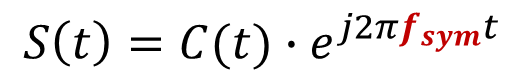 S(t) = C(t) · e^{j2πf_{sym}t}